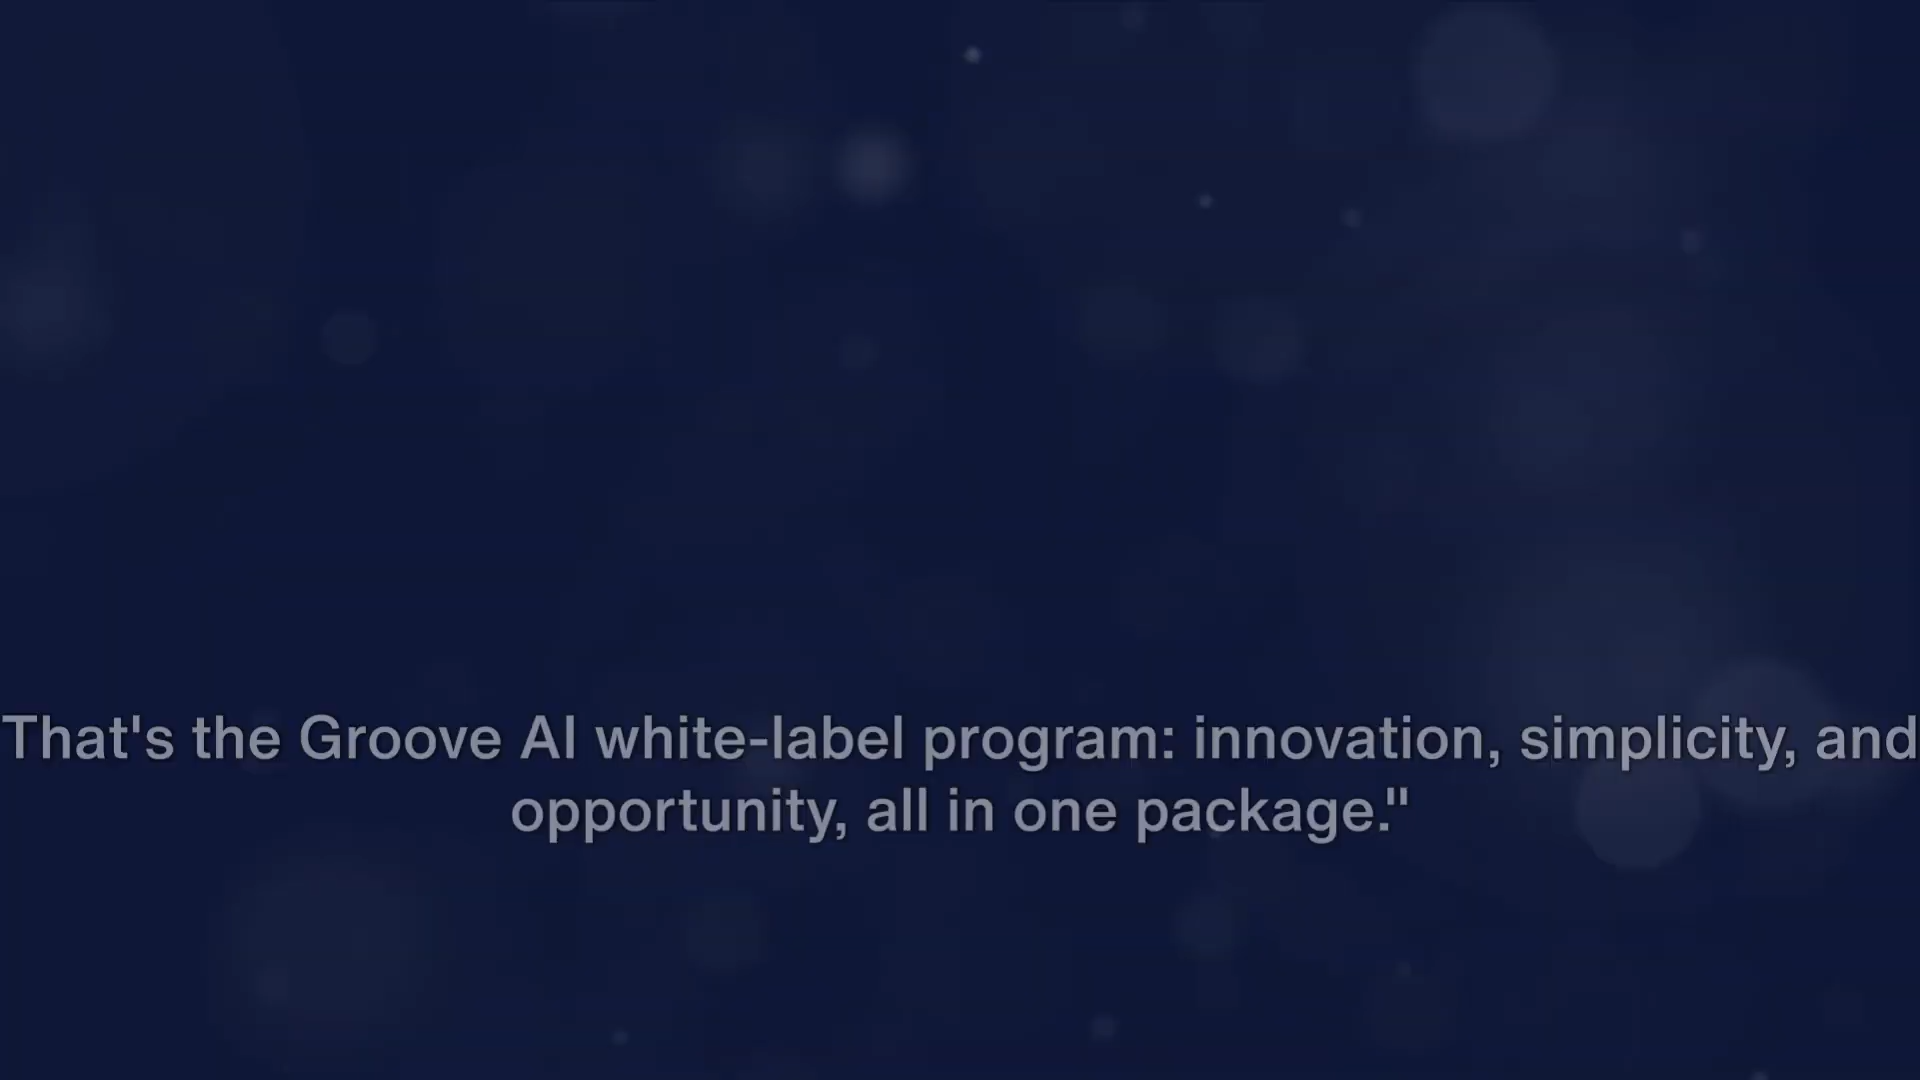 That's the Groove AI white-label program: innovation, simplicity, and
opportunity, all in one package."